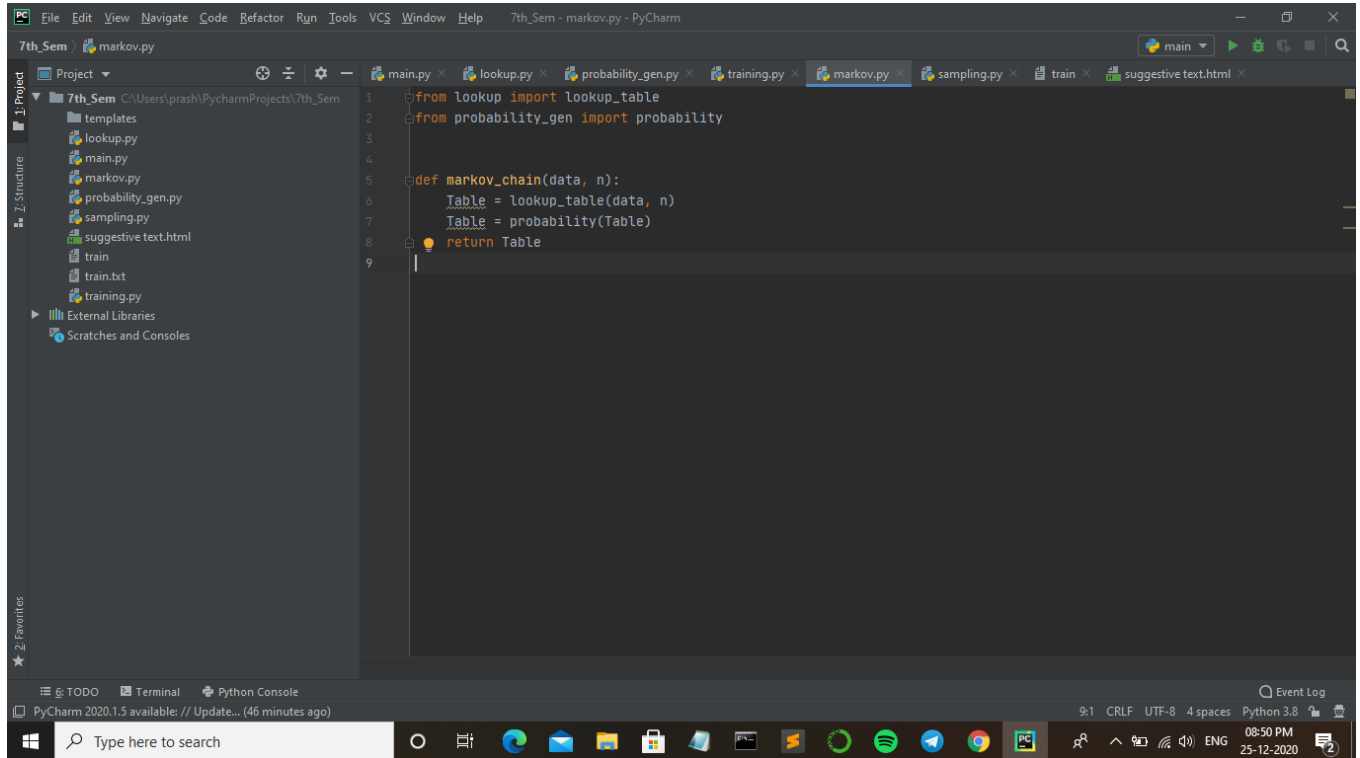 File Edit View Navigate Code Refactor Run Tools VCS Window Help 7th_Sem - markov.py - PyCharm
7th_Sem markov.py main
Project
main.py lookup.py probability_gen.py training.py markov.py sampling.py train suggestive text.html
1: Project
7th_Sem C:\Users\prash\PycharmProjects\7th_Sem
templates
lookup.py
main.py
markov.py
probability_gen.py
sampling.py
suggestive text.html
train
train.txt
training.py
External Libraries
Scratches and Consoles
Z: Structure
2: Favorites
1 from lookup import lookup_table
2 from probability_gen import probability
3
4
5 def markov_chain(data, n):
6 Table = lookup_table(data, n)
7 Table = probability(Table)
8 return Table
9
6: TODO Terminal Python Console Event Log
PyCharm 2020.1.5 available: // Update... (46 minutes ago) 9:1 CRLF UTF-8 4 spaces Python 3.8
Type here to search PC ENG 08:50 PM
25-12-2020 2